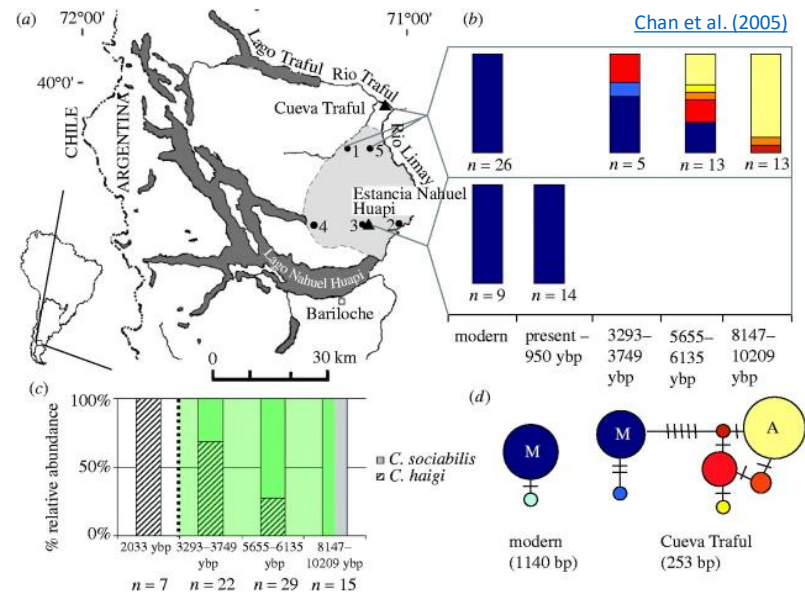 (a)
72°00'
71°00'
40°0'
CHILE
ARGENTINA
Lago Traful
Rio Traful
Cueva Traful
Rio Limay
1
5
Estancia Nahuel
Huapi
4
3
2
Lago Nahuel Huapi
Bariloche
0
30 km
(b)
Chan et al. (2005)
n = 26
n = 5
n = 13
n = 13
n = 9
n = 14
modern
present –
950 ybp
3293–
3749
ybp
5655–
6135
ybp
8147–
10209
ybp
(c)
% relative abundance
100%
50%
0%
2033 ybp
3293–3749
ybp
5655–6135
ybp
8147–
10209 ybp
n = 7
n = 22
n = 29
n = 15
C. sociabilis
C. haigi
(d)
M
M
A
modern
(1140 bp)
Cueva Traful
(253 bp)